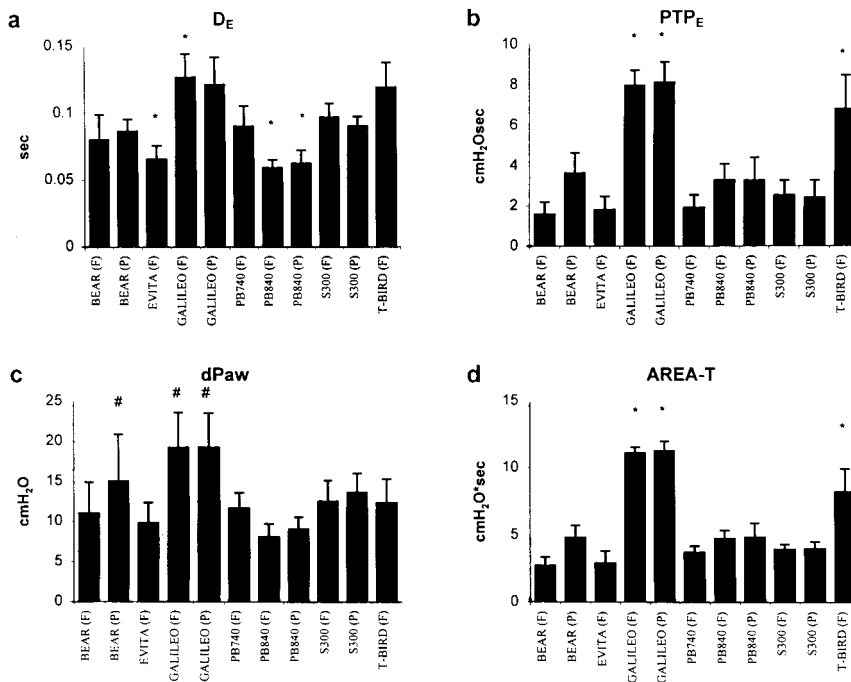 a
D_E
sec
0.15
0.1
0.05
0
*
*
*
*
BEAR (F)
BEAR (P)
EVITA (F)
GALILEO (F)
GALILEO (P)
PB740 (F)
PB840 (F)
PB840 (P)
S300 (F)
S300 (P)
T-BIRD (F)
b
PTP_E
cmH₂Osec
10
8
6
4
2
0
*
*
*
BEAR (F)
BEAR (P)
EVITA (F)
GALILEO (F)
GALILEO (P)
PB740 (F)
PB840 (F)
PB840 (P)
S300 (F)
S300 (P)
T-BIRD (F)
c
dPaw
cmH₂O
25
20
15
10
5
0
#
#
#
BEAR (F)
BEAR (P)
EVITA (F)
GALILEO (F)
GALILEO (P)
PB740 (F)
PB840 (F)
PB840 (P)
S300 (F)
S300 (P)
T-BIRD (F)
d
AREA-T
cmH₂O*sec
15
10
5
0
*
*
*
BEAR (F)
BEAR (P)
EVITA (F)
GALILEO (F)
GALILEO (P)
PB740 (F)
PB840 (F)
PB840 (P)
S300 (F)
S300 (P)
T-BIRD (F)